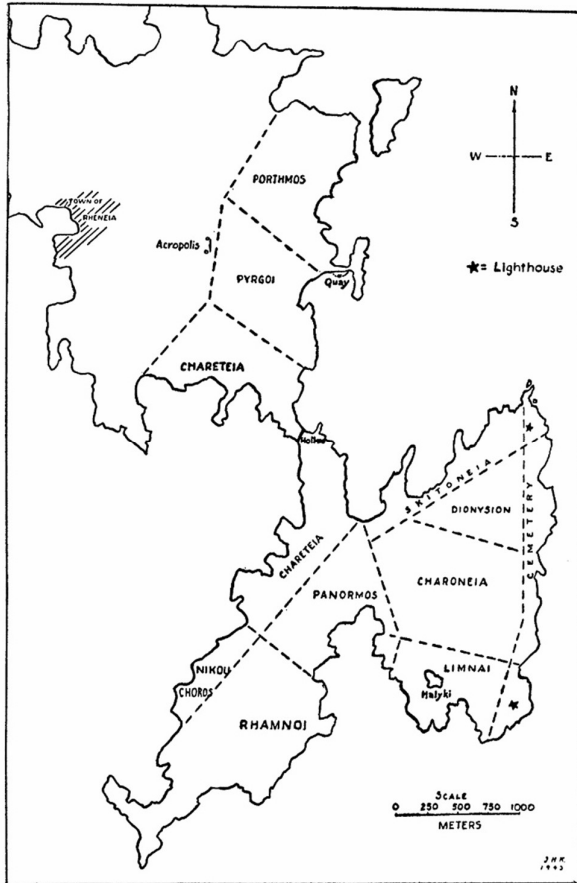 N
W E
S
★ = Lighthouse
PORTHMOS
TOWN OF
RHENEIA
Acropolis
PYRGOI
Quay
CHARETEIA
SKITONEIA
DIONYSION
CEMETERY
CHARETEIA
CHARONEIA
PANORMOS
LIMNAI
NIKOU
CHOROS
Halyki
RHAMNOI
SCALE
0 250 500 750 1000
METERS